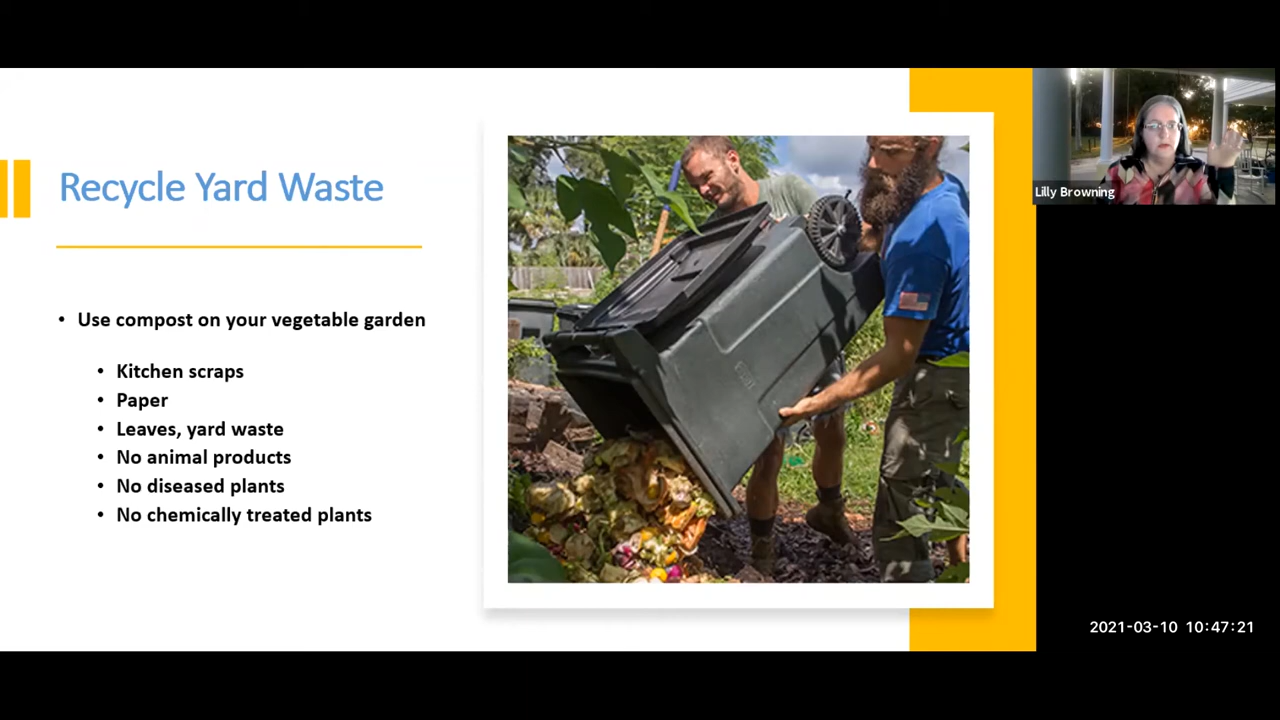 Recycle Yard Waste
• Use compost on your vegetable garden
• Kitchen scraps
• Paper
• Leaves, yard waste
• No animal products
• No diseased plants
• No chemically treated plants
Lilly Browning
2021-03-10 10:47:21